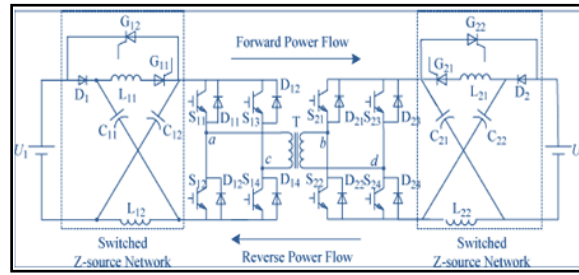 G12
G22
Forward Power Flow
G11
G21
D1
L11
D12
L21
D2
S11
D11
S13
T
S21
D21
S23
D23
C11
C12
C21
C22
U1
a
b
U
c
d
S12
D12
S14
D14
S22
D22
S24
D24
L12
L22
Switched
Z-source Network
Reverse Power Flow
Switched
Z-source Network